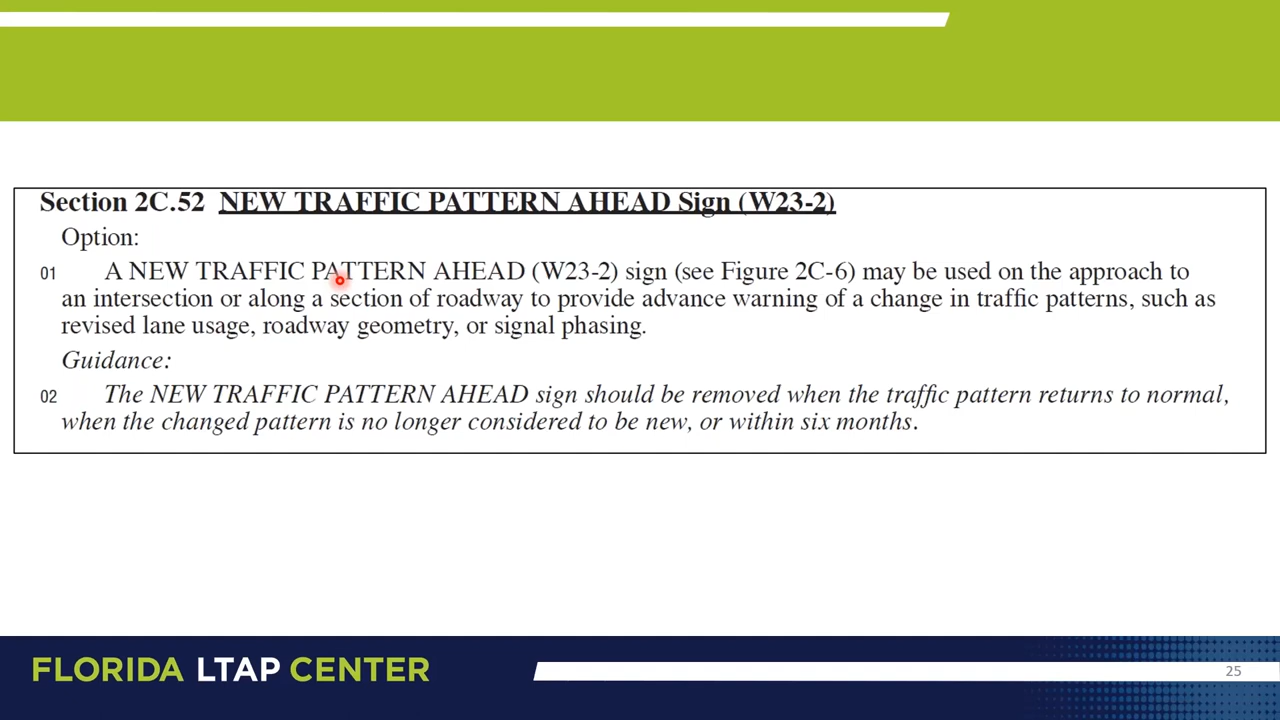 Section 2C.52 NEW TRAFFIC PATTERN AHEAD Sign (W23-2)
Option:
01 A NEW TRAFFIC PATTERN AHEAD (W23-2) sign (see Figure 2C-6) may be used on the approach to
an intersection or along a section of roadway to provide advance warning of a change in traffic patterns, such as
revised lane usage, roadway geometry, or signal phasing.
Guidance:
02 The NEW TRAFFIC PATTERN AHEAD sign should be removed when the traffic pattern returns to normal,
when the changed pattern is no longer considered to be new, or within six months.
FLORIDA LTAP CENTER
25